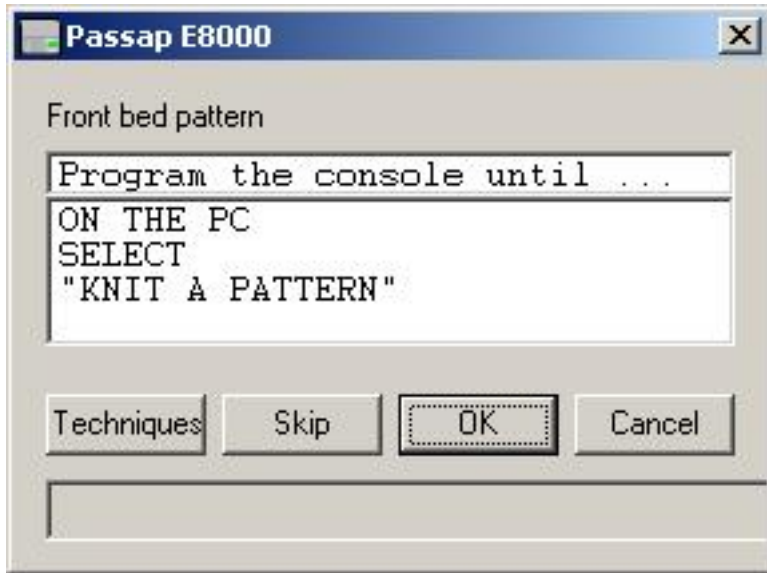 Passap E8000
Front bed pattern
Program the console until ...
ON THE PC
SELECT
"KNIT A PATTERN"
Techniques Skip OK Cancel